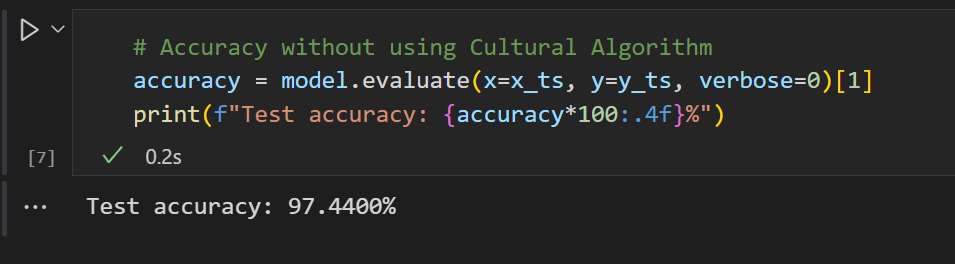 # Accuracy without using Cultural Algorithm
accuracy = model.evaluate(x=x_ts, y=y_ts, verbose=0)[1]
print(f"Test accuracy: {accuracy*100:.4f}%")
[7]
0.2s
Test accuracy: 97.4400%